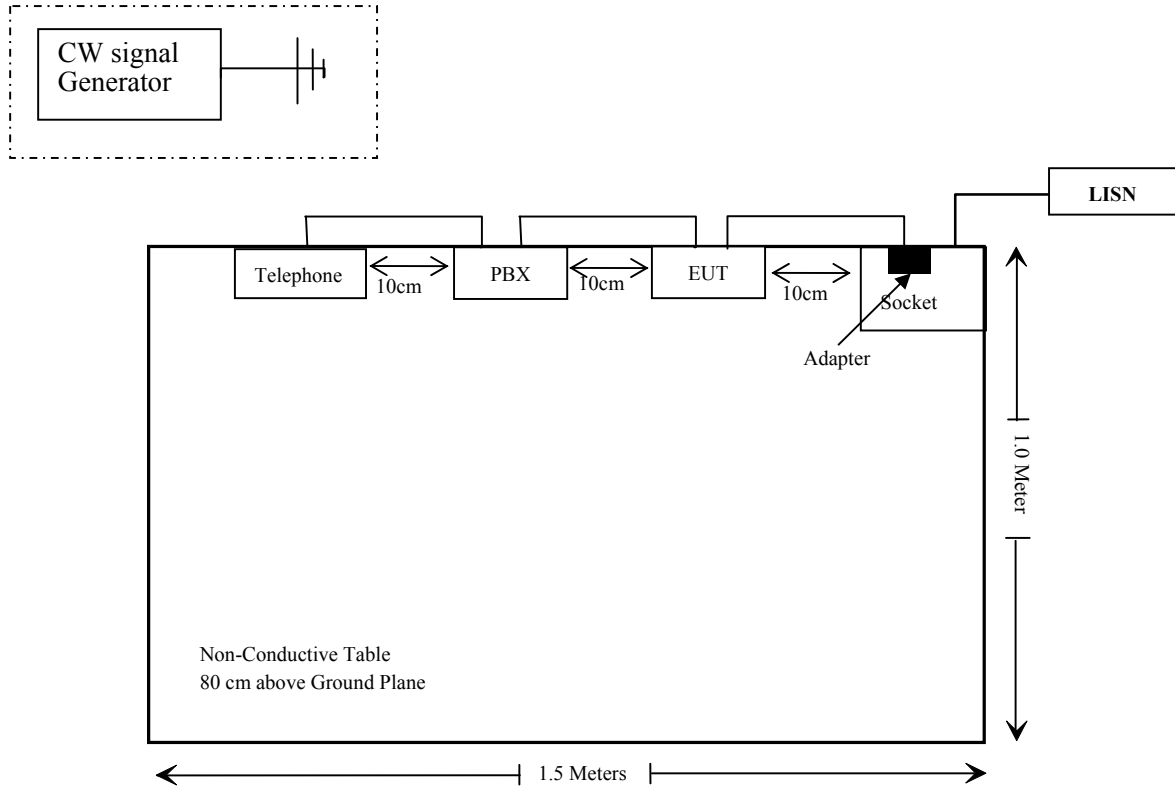 CW signal
Generator
LISN
Telephone
10cm
PBX
10cm
EUT
10cm
Socket
Adapter
1.0 Meter
Non-Conductive Table
80 cm above Ground Plane
1.5 Meters